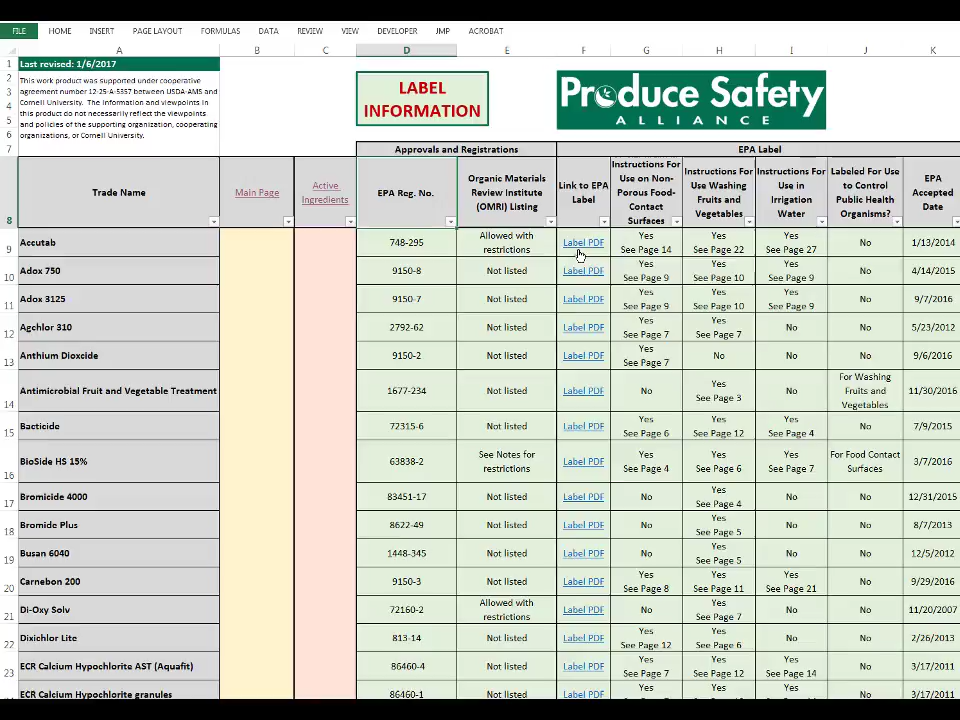 FILE HOME INSERT PAGE LAYOUT FORMULAS DATA REVIEW VIEW DEVELOPER JMP ACROBAT
A B C D E F G H I J K
1 Last revised: 1/6/2017
2
3
4
5
6
This work product was supported under cooperative
agreement number 12-25-A-5357 between USDA-AMS and
Cornell University. The information and viewpoints in
this product do not necessarily reflect the viewpoints
and policies of the supporting organization, cooperating
organizations, or Cornell University.
LABEL
INFORMATION
Produce Safety
ALLIANCE
7 Approvals and Registrations EPA Label
8
Trade Name
Main Page
Active
Ingredients
EPA Reg. No.
Organic Materials
Review Institute
(OMRI) Listing
Link to EPA
Label
Instructions For
Use on Non-
Porous Food-
Contact
Surfaces
Instructions For
Use Washing
Fruits and
Vegetables
Instructions For
Use in
Irrigation
Water
Labeled For Use
to Control
Public Health
Organisms?
EPA
Accepted
Date
9 Accutab 748-295 Allowed with restrictions Label PDF Yes See Page 14 Yes See Page 22 Yes See Page 27 No 1/13/2014
10 Adox 750 9150-8 Not listed Label PDF Yes See Page 9 Yes See Page 10 Yes See Page 9 No 4/14/2015
11 Adox 3125 9150-7 Not listed Label PDF Yes See Page 9 Yes See Page 10 Yes See Page 9 No 9/7/2016
12 Agchlor 310 2792-62 Not listed Label PDF Yes See Page 7 Yes See Page 7 No No 5/23/2012
13 Anthium Dioxcide 9150-2 Not listed Label PDF Yes See Page 7 No No No 9/6/2016
14 Antimicrobial Fruit and Vegetable Treatment 1677-234 Not listed Label PDF No Yes See Page 3 No For Washing Fruits and Vegetables 11/30/2016
15 Bacticide 72315-6 Not listed Label PDF Yes See Page 6 Yes See Page 12 Yes See Page 4 No 7/9/2015
16 BioSide HS 15% 63838-2 See Notes for restrictions Label PDF Yes See Page 4 Yes See Page 6 Yes See Page 7 For Food Contact Surfaces 3/7/2016
17 Bromicide 4000 83451-17 Not listed Label PDF No Yes See Page 4 No No 12/31/2015
18 Bromide Plus 8622-49 Not listed Label PDF No Yes See Page 5 No No 8/7/2013
19 Busan 6040 1448-345 Not listed Label PDF No Yes See Page 5 No No 12/5/2012
20 Carnebon 200 9150-3 Not listed Label PDF Yes See Page 8 Yes See Page 11 Yes See Page 21 No 9/29/2016
21 Di-Oxy Solv 72160-2 Allowed with restrictions Label PDF No Yes See Page 7 No No 11/20/2007
22 Dixichlor Lite 813-14 Not listed Label PDF Yes See Page 12 Yes See Page 6 No No 2/26/2013
23 ECR Calcium Hypochlorite AST (Aquafit) 86460-4 Not listed Label PDF Yes See Page 7 Yes See Page 12 Yes See Page 14 No 3/17/2011
ECR Calcium Hypochlorite granules 86460-1 Not listed Label PDF Yes Yes Yes No 3/17/2011